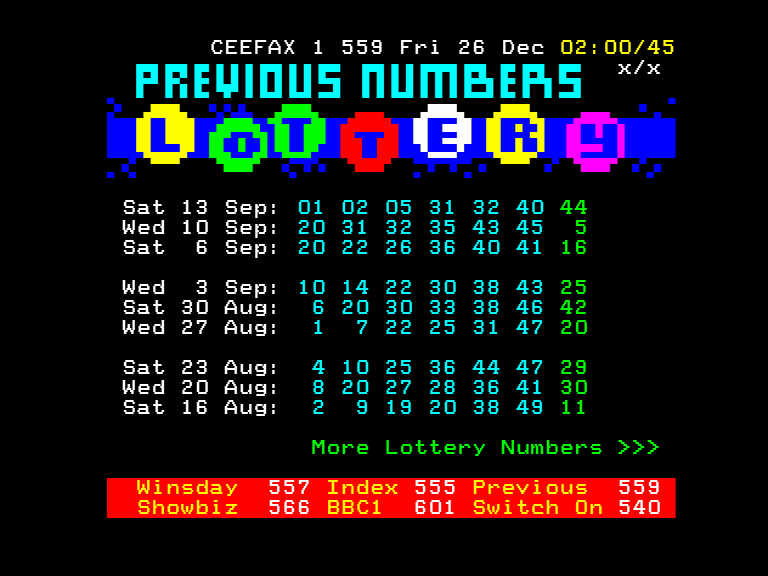 CEEFAX 1 559 Fri 26 Dec 02:00/45
PREVIOUS NUMBERS x/x
LOTTERY
Sat 13 Sep: 01 02 05 31 32 40 44
Wed 10 Sep: 20 31 32 35 43 45 5
Sat 6 Sep: 20 22 26 36 40 41 16
Wed 3 Sep: 10 14 22 30 38 43 25
Sat 30 Aug: 6 20 30 33 38 46 42
Wed 27 Aug: 1 7 22 25 31 47 20
Sat 23 Aug: 4 10 25 36 44 47 29
Wed 20 Aug: 8 20 27 28 36 41 30
Sat 16 Aug: 2 9 19 20 38 49 11
More Lottery Numbers >>>
Winsday 557 Index 555 Previous 559
Showbiz 566 BBC1 601 Switch On 540